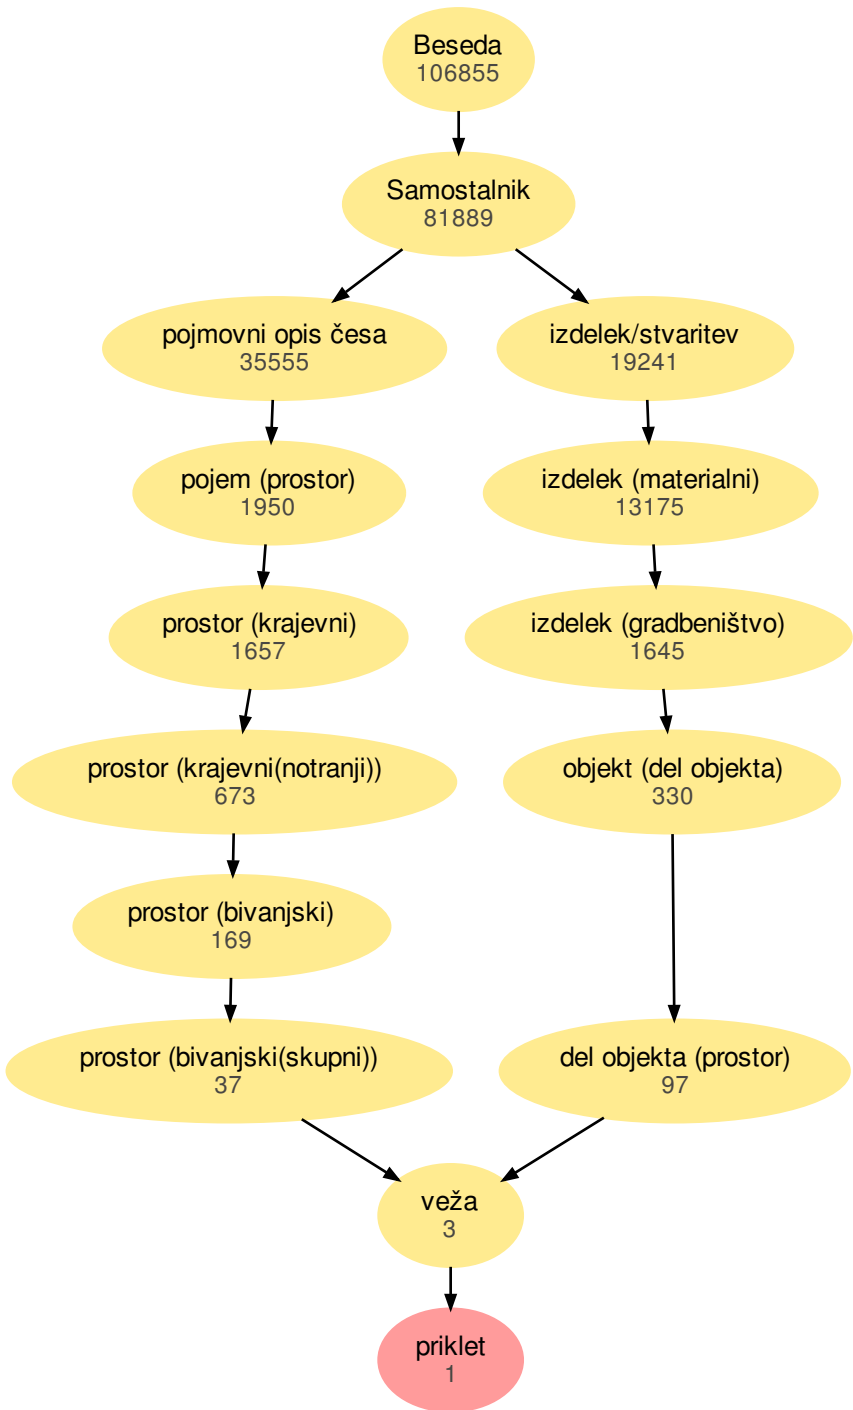 Beseda
106855
Samostalnik
81889
pojmovni opis česa
35555
izdelek/stvaritev
19241
pojem (prostor)
1950
izdelek (materialni)
13175
prostor (krajevni)
1657
izdelek (gradbeništvo)
1645
prostor (krajevni(notranji))
673
objekt (del objekta)
330
prostor (bivanjski)
169
prostor (bivanjski(skupni))
37
del objekta (prostor)
97
veža
3
priklet
1